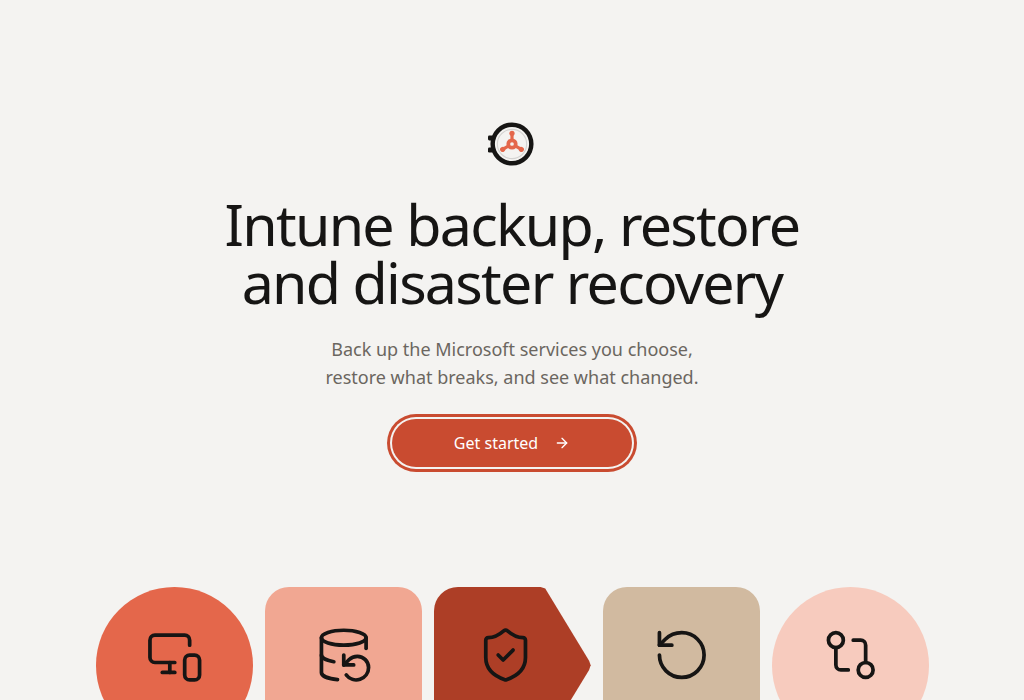 Intune backup, restore
and disaster recovery
Back up the Microsoft services you choose,
restore what breaks, and see what changed.
Get started